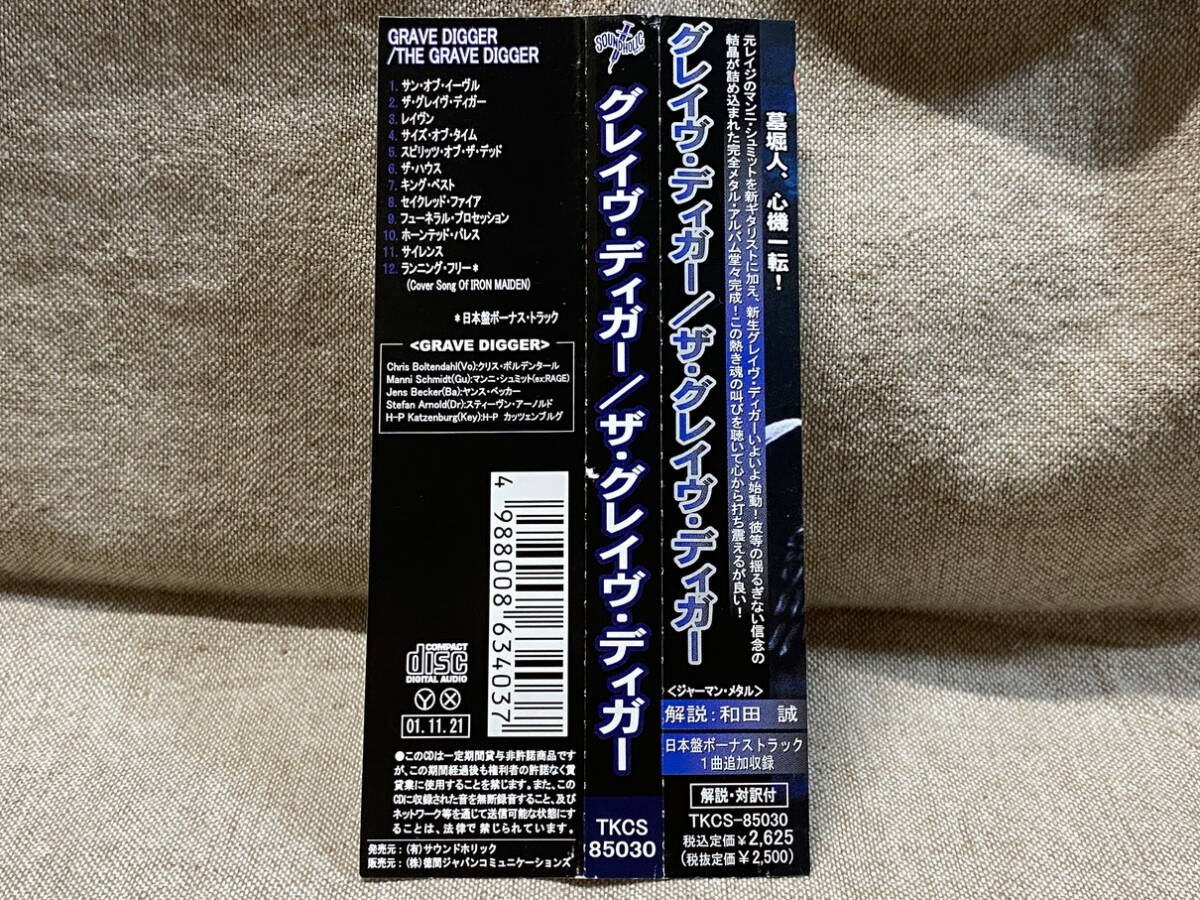 GRAVE DIGGER
/THE GRAVE DIGGER
1. サン・オブ・イーヴル
2. ザ・グレイヴ・ディガー
3. レイヴン
4. サイズ・オブ・タイム
5. スピリッツ・オブ・ザ・デッド
6. ザ・ハウス
7. キング・ペスト
8. セイクレッド・ファイア
9. フューネラル・プロセッション
10. ホーンテッド・パレス
11. サイレンス
12. ランニング・フリー*
(Cover Song Of IRON MAIDEN)
*日本盤ボーナス・トラック
<GRAVE DIGGER>
Chris Boltendahl(Vo):クリス・ボルデンタール
Manni Schmidt(Gu):マンニ・シュミット(ex:RAGE)
Jens Becker(Ba):ヤンス・ベッカー
Stefan Arnold(Dr):スティーヴン・アーノルド
H-P Katzenburg(Key):H-P カッツェンブルグ
4 988008 634037
COMPACT
disc
DIGITAL AUDIO
Y X
01.11.21
●このCDは一定期間貸与非許諾商品です
が、この期間経過後も権利者の許諾なく賃
貸業に使用することを禁じます。また、この
CDに収録された音を無断録音すること、及び
ネットワーク等を通じて送信可能な状態にす
ることは、法律で禁じられています。
発売元:(有)サウンドホリック
販売元:(株)徳間ジャパンコミュニケーションズ
SOUNDHOLIC
グレイヴ・ディガー/ザ・グレイヴ・ディガー
TKCS
85030
墓堀人、心機一転!
元レイジのマンニ・シュミットを新ギタリストに加え、新生グレイヴ・ディガーいよいよ始動!彼等の揺るぎない信念の
結晶が詰め込まれた完全メタル・アルバム堂々完成!この熱き魂の叫びを聴いて心から打ち震えるが良い!
グレイヴ・ディガー/ザ・グレイヴ・ディガー
<ジャーマン・メタル>
解説:和田 誠
日本盤ボーナストラック
1曲追加収録
解説・対訳付
TKCS-85030
税込定価¥2,625
(税抜定価¥2,500)